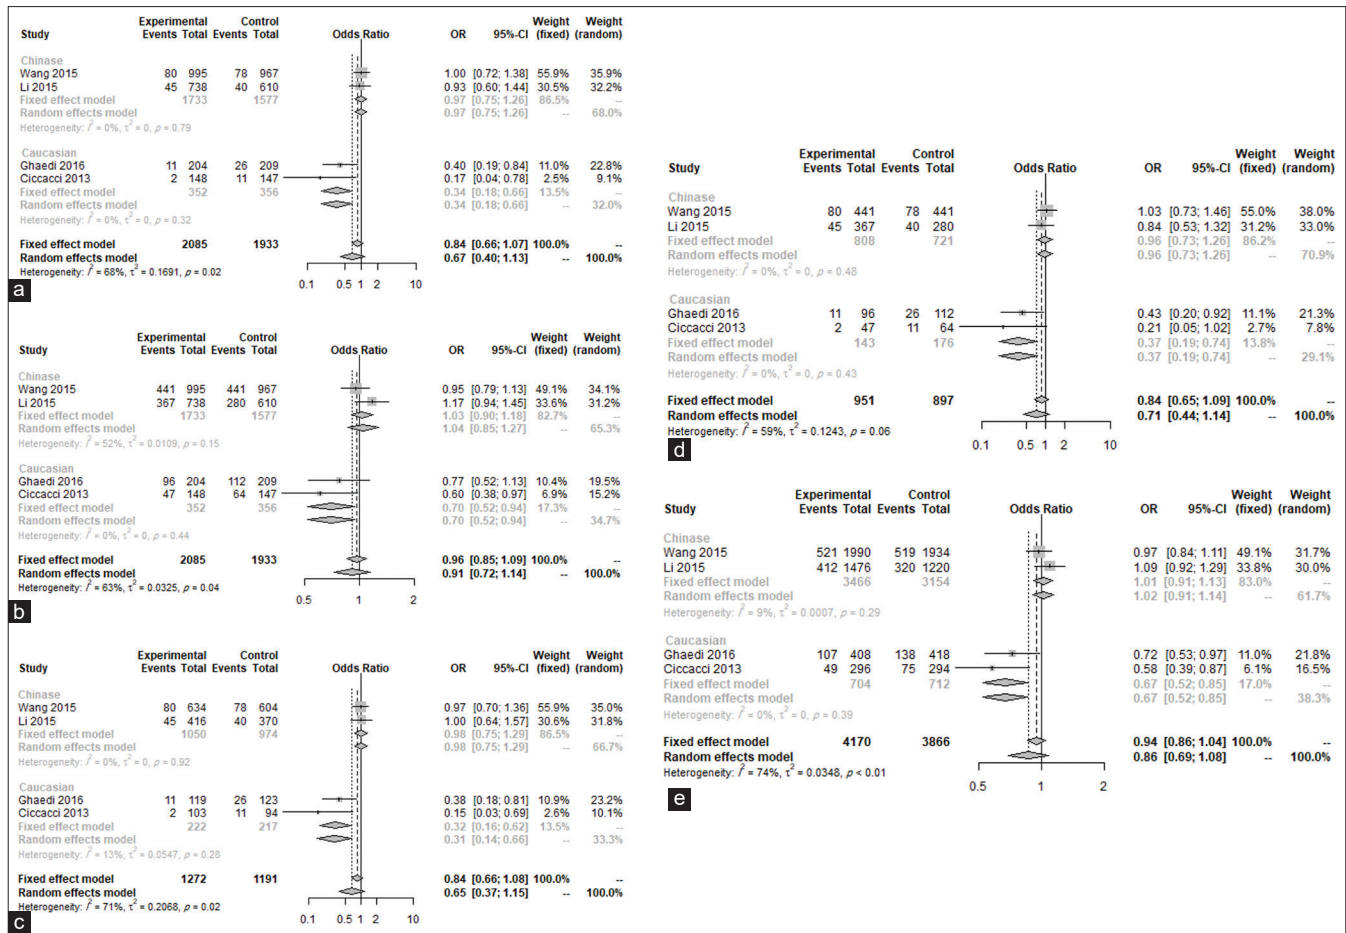 Experimental Control Weight Weight
Study Events Total Events Total Odds Ratio OR 95%-CI (fixed) (random)
Chinase
Wang 2015 80 995 78 967 1.00 [0.72; 1.38] 55.9% 35.9%
Li 2015 45 738 40 610 0.93 [0.60; 1.44] 30.5% 32.2%
Fixed effect model 1733 1577 0.97 [0.75; 1.26] 86.5% --
Random effects model 0.97 [0.75; 1.26] -- 68.0%
Heterogeneity: I² = 0%, τ² = 0, p = 0.79
Caucasian
Ghaedi 2016 11 204 26 209 0.40 [0.19; 0.84] 11.0% 22.8%
Ciccacci 2013 2 148 11 147 0.17 [0.04; 0.78] 2.5% 9.1%
Fixed effect model 352 356 0.34 [0.18; 0.66] 13.5% --
Random effects model 0.34 [0.18; 0.66] -- 32.0%
Heterogeneity: I² = 0%, τ² = 0, p = 0.32
Fixed effect model 2085 1933 0.84 [0.66; 1.07] 100.0% --
Random effects model 0.67 [0.40; 1.13] -- 100.0%
Heterogeneity: I² = 68%, τ² = 0.1691, p = 0.02
0.1 0.5 1 2 10
a
Experimental Control Weight Weight
Study Events Total Events Total Odds Ratio OR 95%-CI (fixed) (random)
Chinase
Wang 2015 441 995 441 967 0.95 [0.79; 1.13] 49.1% 34.1%
Li 2015 367 738 280 610 1.17 [0.94; 1.45] 33.6% 31.2%
Fixed effect model 1733 1577 1.03 [0.90; 1.18] 82.7% --
Random effects model 1.04 [0.85; 1.27] -- 65.3%
Heterogeneity: I² = 52%, τ² = 0.0109, p = 0.15
Caucasian
Ghaedi 2016 96 204 112 209 0.77 [0.52; 1.13] 10.4% 19.5%
Ciccacci 2013 47 148 64 147 0.60 [0.38; 0.97] 6.9% 15.2%
Fixed effect model 352 356 0.70 [0.52; 0.94] 17.3% --
Random effects model 0.70 [0.52; 0.94] -- 34.7%
Heterogeneity: I² = 0%, τ² = 0, p = 0.44
Fixed effect model 2085 1933 0.96 [0.85; 1.09] 100.0% --
Random effects model 0.91 [0.72; 1.14] -- 100.0%
Heterogeneity: I² = 63%, τ² = 0.0325, p = 0.04
0.5 1 2
b
Experimental Control Weight Weight
Study Events Total Events Total Odds Ratio OR 95%-CI (fixed) (random)
Chinase
Wang 2015 80 634 78 604 0.97 [0.70; 1.36] 55.9% 35.0%
Li 2015 45 416 40 370 1.00 [0.64; 1.57] 30.6% 31.8%
Fixed effect model 1050 974 0.98 [0.75; 1.29] 86.5% --
Random effects model 0.98 [0.75; 1.29] -- 66.7%
Heterogeneity: I² = 0%, τ² = 0, p = 0.92
Caucasian
Ghaedi 2016 11 119 26 123 0.38 [0.18; 0.81] 10.9% 23.2%
Ciccacci 2013 2 103 11 94 0.15 [0.03; 0.69] 2.6% 10.1%
Fixed effect model 222 217 0.32 [0.16; 0.62] 13.5% --
Random effects model 0.31 [0.14; 0.66] -- 33.3%
Heterogeneity: I² = 13%, τ² = 0.0547, p = 0.28
Fixed effect model 1272 1191 0.84 [0.66; 1.08] 100.0% --
Random effects model 0.65 [0.37; 1.15] -- 100.0%
Heterogeneity: I² = 71%, τ² = 0.2068, p = 0.02
0.1 0.5 1 2 10
c
Experimental Control Weight Weight
Study Events Total Events Total Odds Ratio OR 95%-CI (fixed) (random)
Chinase
Wang 2015 80 441 78 441 1.03 [0.73; 1.46] 55.0% 38.0%
Li 2015 45 367 40 280 0.84 [0.53; 1.32] 31.2% 33.0%
Fixed effect model 808 721 0.96 [0.73; 1.26] 86.2% --
Random effects model 0.96 [0.73; 1.26] -- 70.9%
Heterogeneity: I² = 0%, τ² = 0, p = 0.48
Caucasian
Ghaedi 2016 11 96 26 112 0.43 [0.20; 0.92] 11.1% 21.3%
Ciccacci 2013 2 47 11 64 0.21 [0.05; 1.02] 2.7% 7.8%
Fixed effect model 143 176 0.37 [0.19; 0.74] 13.8% --
Random effects model 0.37 [0.19; 0.74] -- 29.1%
Heterogeneity: I² = 0%, τ² = 0, p = 0.43
Fixed effect model 951 897 0.84 [0.65; 1.09] 100.0% --
Random effects model 0.71 [0.44; 1.14] -- 100.0%
Heterogeneity: I² = 59%, τ² = 0.1243, p = 0.06
0.1 0.5 1 2 10
d
Experimental Control Weight Weight
Study Events Total Events Total Odds Ratio OR 95%-CI (fixed) (random)
Chinase
Wang 2015 521 1990 519 1934 0.97 [0.84; 1.11] 49.1% 31.7%
Li 2015 412 1476 320 1220 1.09 [0.92; 1.29] 33.8% 30.0%
Fixed effect model 3466 3154 1.01 [0.91; 1.13] 83.0% --
Random effects model 1.02 [0.91; 1.14] -- 61.7%
Heterogeneity: I² = 9%, τ² = 0.0007, p = 0.29
Caucasian
Ghaedi 2016 107 408 138 418 0.72 [0.53; 0.97] 11.0% 21.8%
Ciccacci 2013 49 296 75 294 0.58 [0.39; 0.87] 6.1% 16.5%
Fixed effect model 704 712 0.67 [0.52; 0.85] 17.0% --
Random effects model 0.67 [0.52; 0.85] -- 38.3%
Heterogeneity: I² = 0%, τ² = 0, p = 0.39
Fixed effect model 4170 3866 0.94 [0.86; 1.04] 100.0% --
Random effects model 0.86 [0.69; 1.08] -- 100.0%
Heterogeneity: I² = 74%, τ² = 0.0348, p < 0.01
0.5 1 2
e